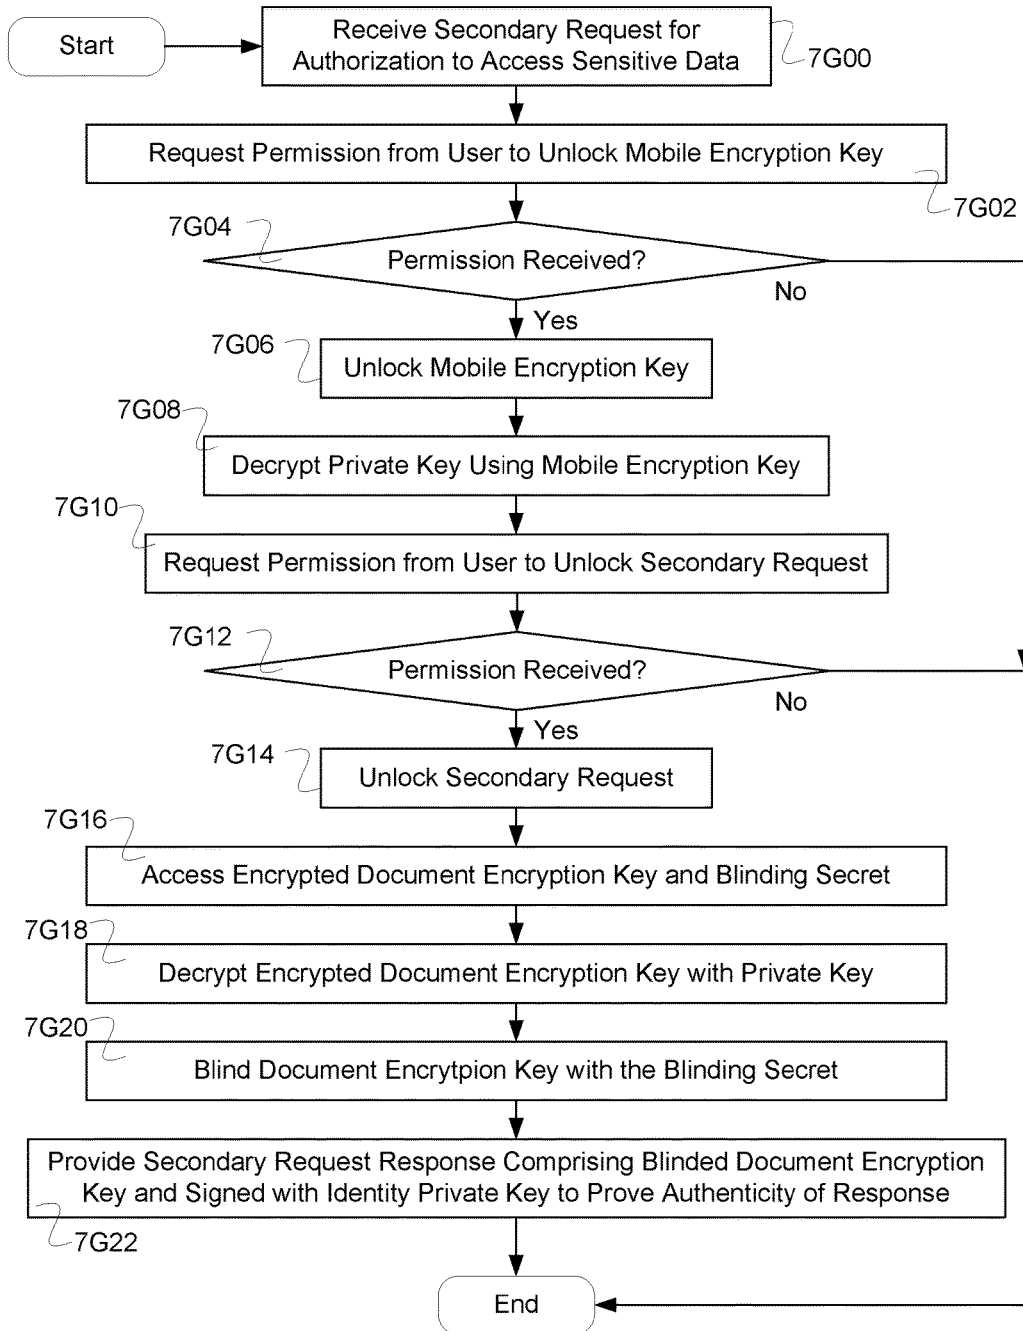 Start
Receive Secondary Request for
Authorization to Access Sensitive Data
7G00
Request Permission from User to Unlock Mobile Encryption Key
7G02
7G04
Permission Received?
No
Yes
7G06
Unlock Mobile Encryption Key
7G08
Decrypt Private Key Using Mobile Encryption Key
7G10
Request Permission from User to Unlock Secondary Request
7G12
Permission Received?
No
Yes
7G14
Unlock Secondary Request
7G16
Access Encrypted Document Encryption Key and Blinding Secret
7G18
Decrypt Encrypted Document Encryption Key with Private Key
7G20
Blind Document Encrytpion Key with the Blinding Secret
Provide Secondary Request Response Comprising Blinded Document Encryption
Key and Signed with Identity Private Key to Prove Authenticity of Response
7G22
End